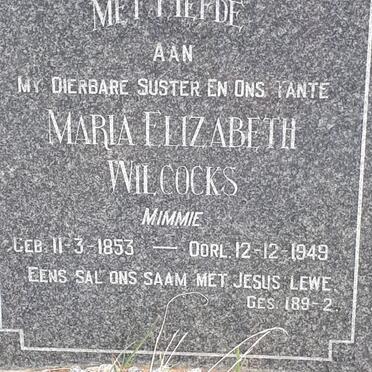 MET LIEFDE
AAN
MY DIERBARE SUSTER EN ONS TANTE
MARIA ELIZABETH
WILCOCKS
MIMMIE
GEB. 11-3-1853 — OORL. 12-12-1949
EENS SAL ONS SAAM MET JESUS LEWE
GES. 189-2